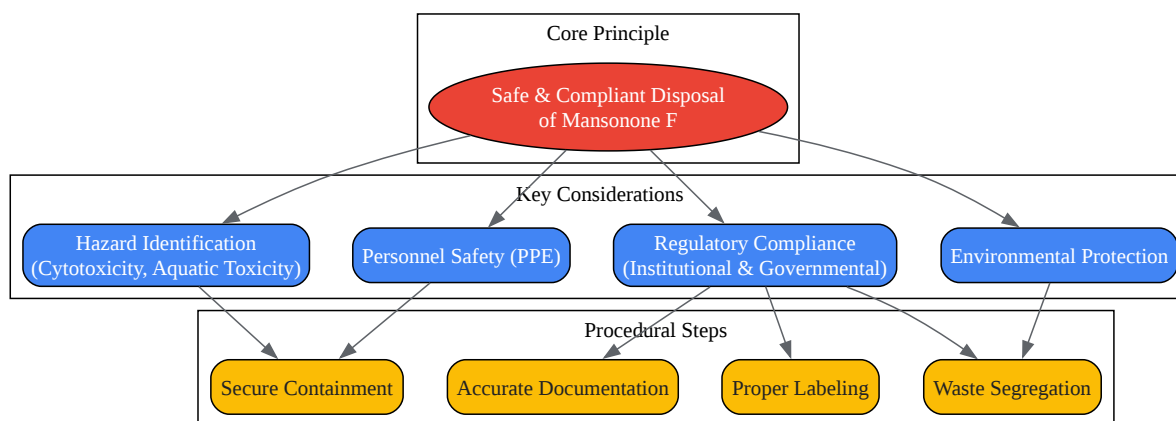 Core Principle
Safe & Compliant Disposal
of Mansonone F
Key Considerations
Hazard Identification
(Cytotoxicity, Aquatic Toxicity)
Personnel Safety (PPE)
Regulatory Compliance
(Institutional & Governmental)
Environmental Protection
Procedural Steps
Secure Containment
Accurate Documentation
Proper Labeling
Waste Segregation